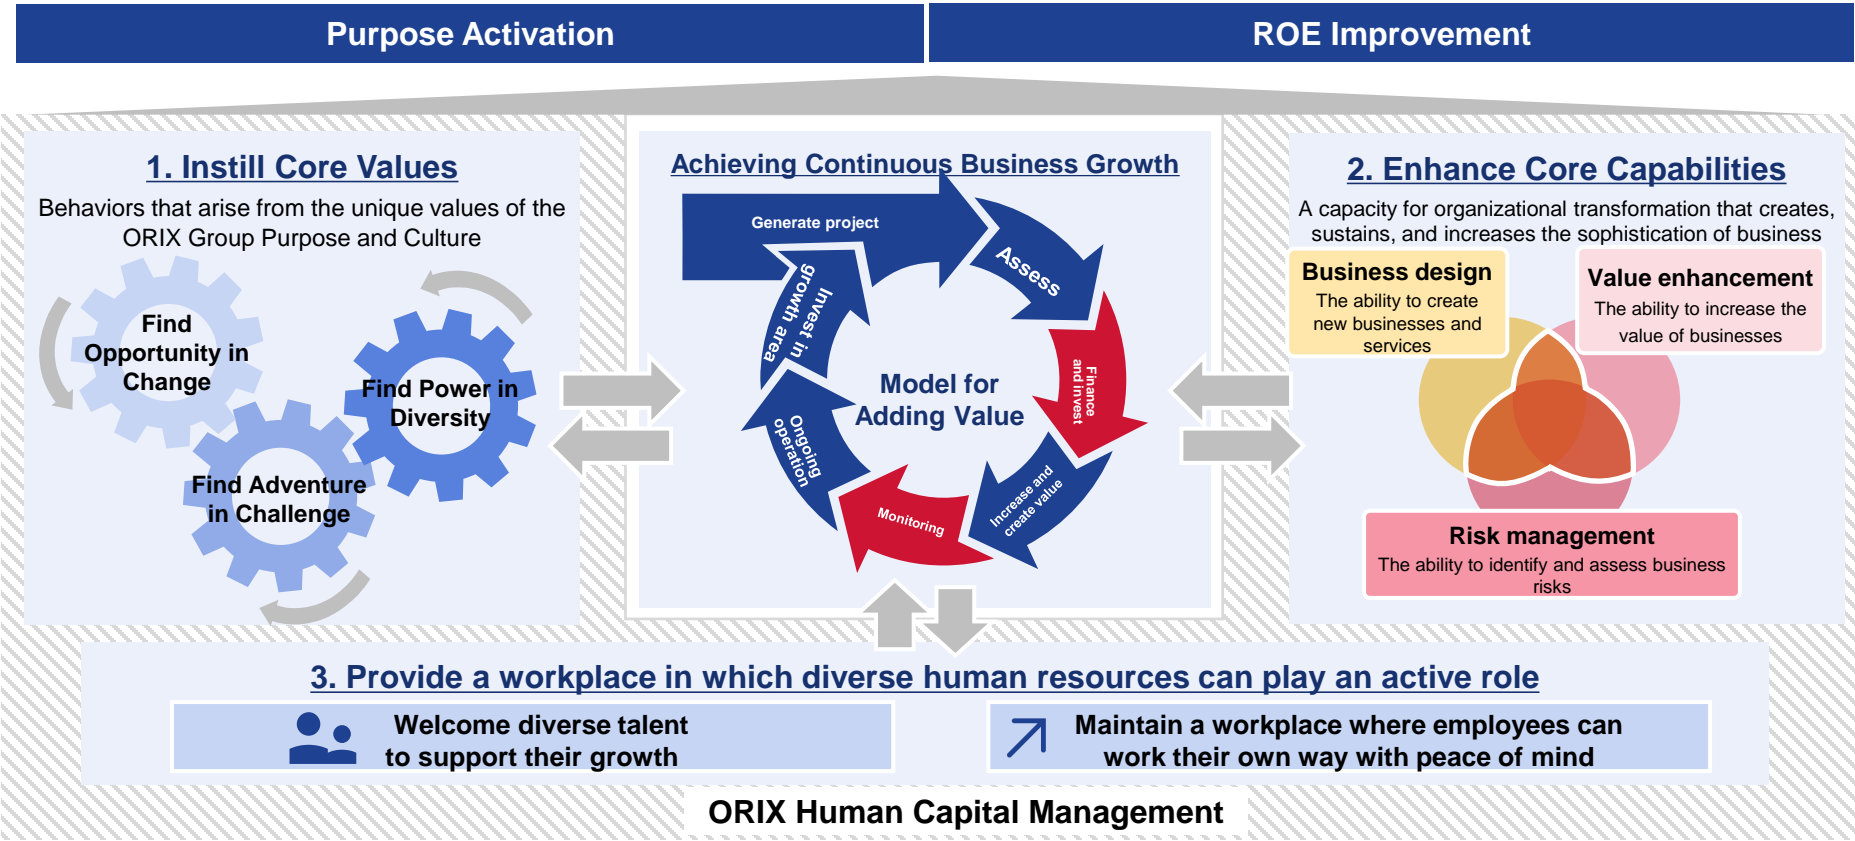 Purpose Activation
ROE Improvement
1. Instill Core Values
Behaviors that arise from the unique values of the
ORIX Group Purpose and Culture
Find
Opportunity in
Change
Find Power in
Diversity
Find Adventure
in Challenge
Achieving Continuous Business Growth
Generate project
Assess
Finance
and invest
Increase and
create value
Monitoring
Ongoing
operation
Invest in
growth area
Model for
Adding Value
2. Enhance Core Capabilities
A capacity for organizational transformation that creates,
sustains, and increases the sophistication of business
Business design
The ability to create
new businesses and
services
Value enhancement
The ability to increase the
value of businesses
Risk management
The ability to identify and assess business
risks
3. Provide a workplace in which diverse human resources can play an active role
Welcome diverse talent
to support their growth
Maintain a workplace where employees can
work their own way with peace of mind
ORIX Human Capital Management